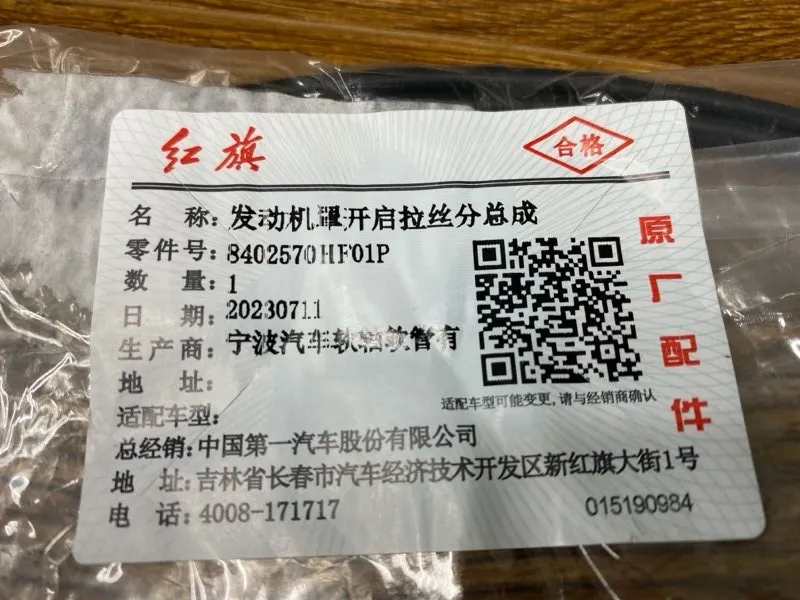 红旗
合格
名 称: 发动机罩开启拉丝分总成
零件号: 8402570HF01P
数 量: 1
日 期: 20230711
生产商: 宁波汽车软轴软管有
地 址:
适配车型:
适配车型可能变更,请与经销商确认
原厂配件
总经销: 中国第一汽车股份有限公司
地 址: 吉林省长春市汽车经济技术开发区新红旗大街1号
电 话: 4008-171717
015190984